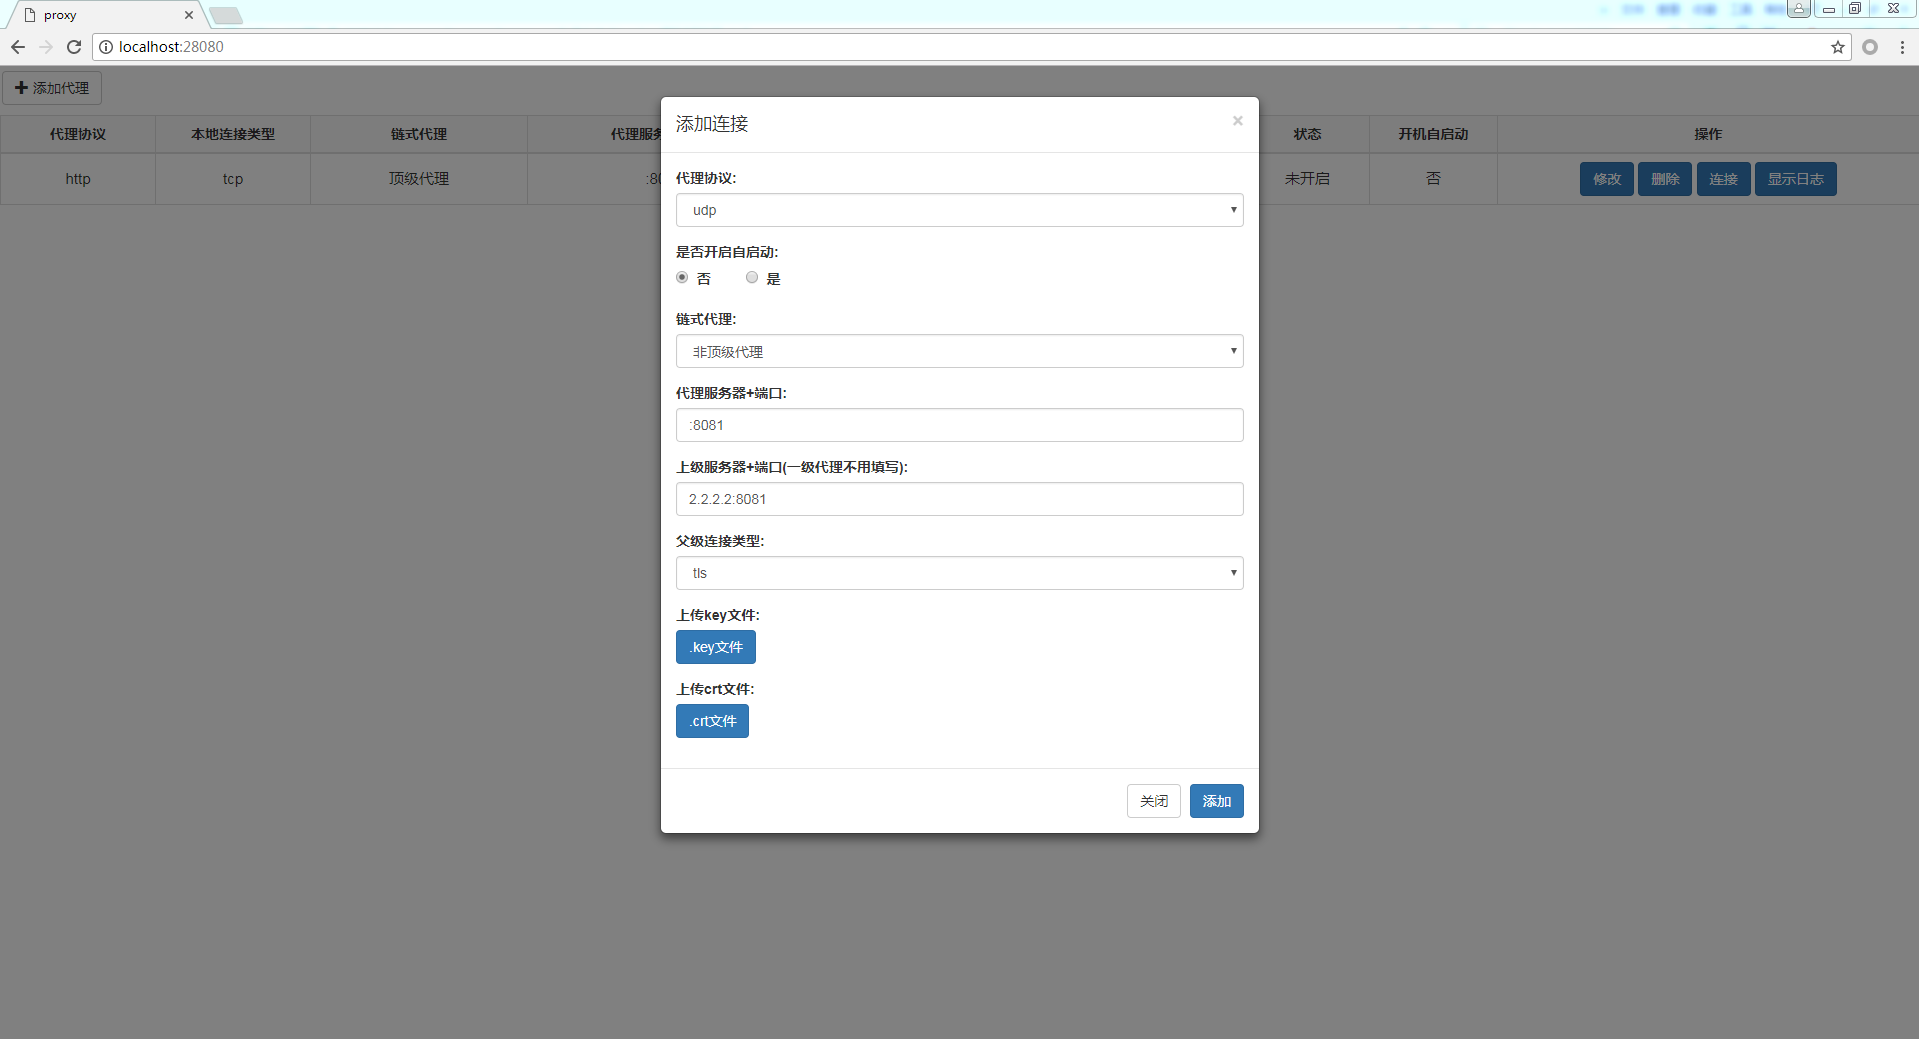 proxy
localhost:28080
添加代理
代理协议 本地连接类型 链式代理 代理服 状态 开机自启动 操作
http tcp 顶级代理 :80 未开启 否 修改 删除 连接 显示日志
添加连接 ×
代理协议:
udp
是否开启自启动:
否 是
链式代理:
非顶级代理
代理服务器+端口:
:8081
上级服务器+端口(一级代理不用填写):
2.2.2.2:8081
父级连接类型:
tls
上传key文件:
.key文件
上传crt文件:
.crt文件
关闭 添加